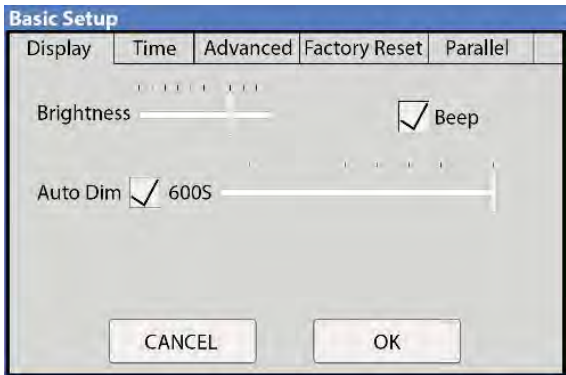 Basic Setup
Display Time Advanced Factory Reset Parallel
Brightness Beep
Auto Dim 600S
CANCEL OK